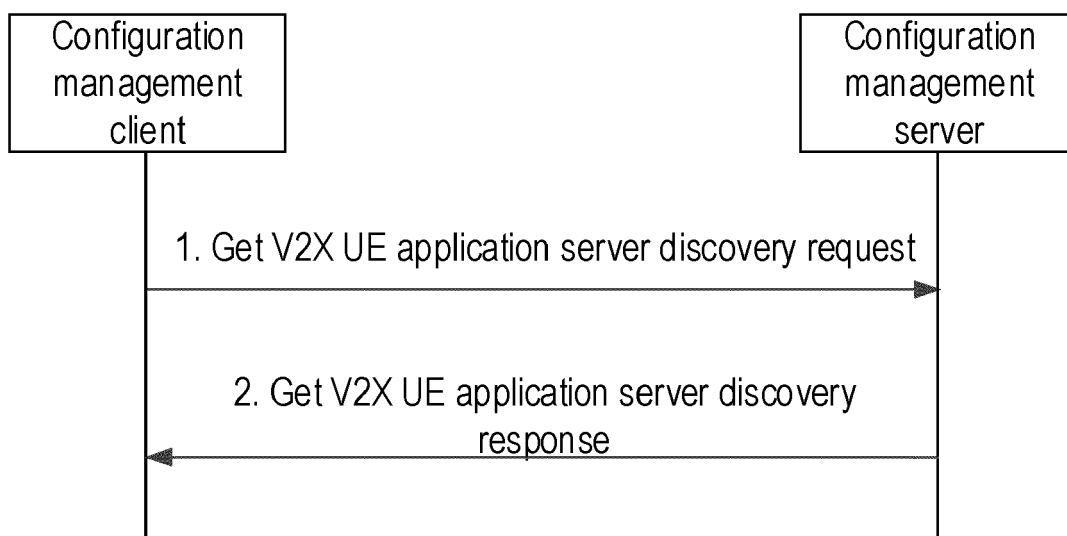 Configuration
management
client
Configuration
management
server
1. Get V2X UE application server discovery request
2. Get V2X UE application server discovery
response